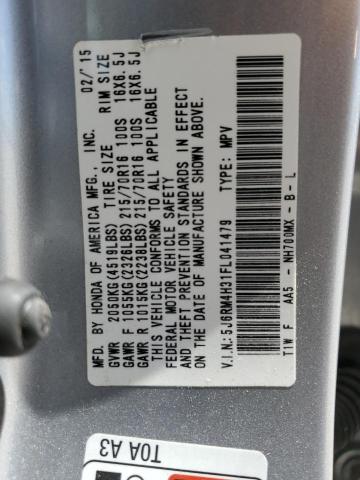 MFD. BY HONDA OF AMERICA MFG., INC. 02/'15
GVWR 2050KG(4519LBS) TIRE SIZE RIM SIZE
GAWR F 1055KG(2326LBS) 215/70R16 100S 16X6.5J
GAWR R 1015KG(2238LBS) 215/70R16 100S 16X6.5J
THIS VEHICLE CONFORMS TO ALL APPLICABLE
FEDERAL MOTOR VEHICLE SAFETY
AND THEFT PREVENTION STANDARDS IN EFFECT
ON THE DATE OF MANUFACTURE SHOWN ABOVE.
V.I.N.:5J6RM4H31FL041479 TYPE: MPV
T1W F AA5 - NH700MX - B - L
T0A A3